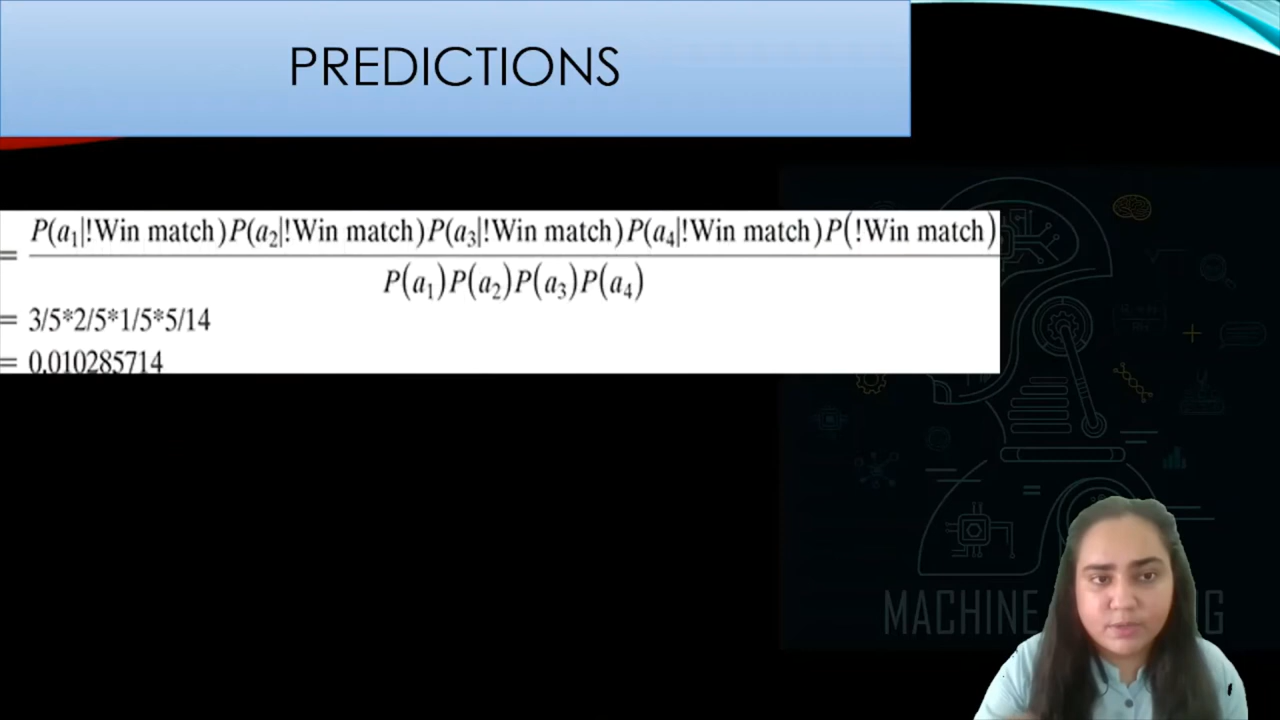 PREDICTIONS
= P(a₁|!Win match)P(a₂|!Win match)P(a₃|!Win match)P(a₄|!Win match)P(!Win match)
P(a₁)P(a₂)P(a₃)P(a₄)
= 3/5*2/5*1/5*5/14
= 0.010285714
MACHINE